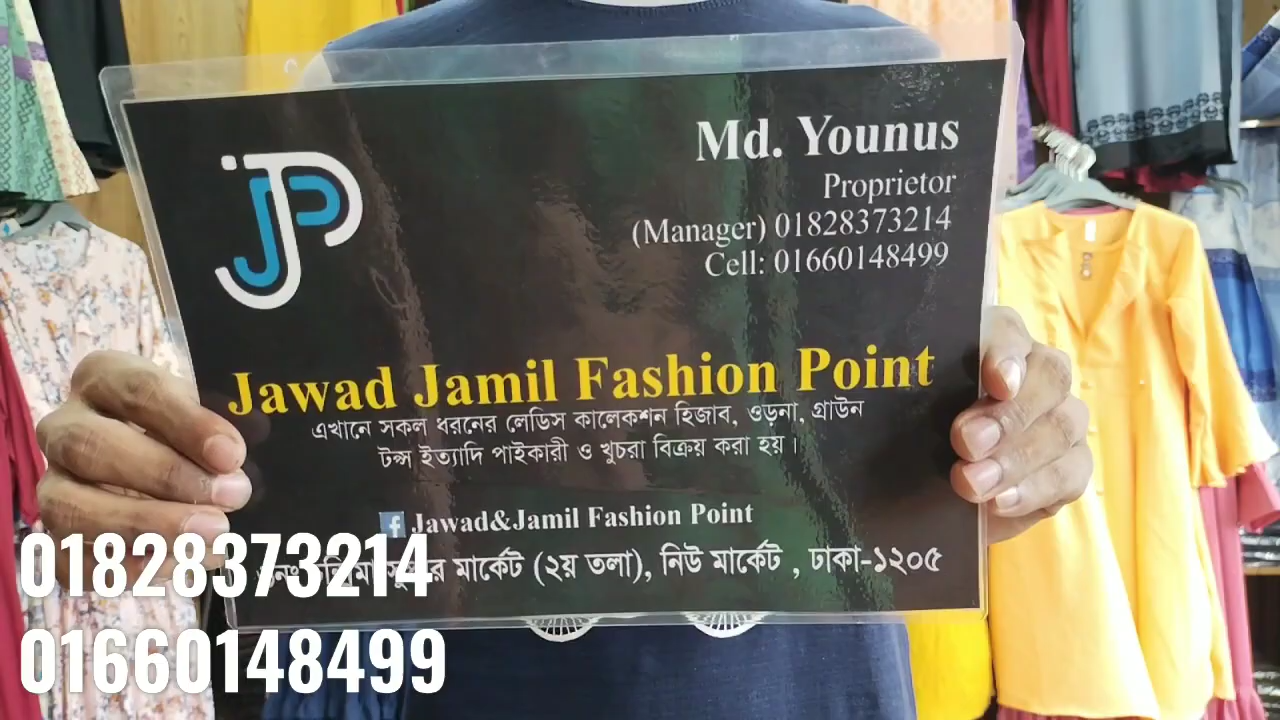 JP
Md. Younus
Proprietor
(Manager) 01828373214
Cell: 01660148499
Jawad Jamil Fashion Point
এখানে সকল ধরনের লেডিস কালেকশন হিজাব, ওড়না, গ্রাউন
টপ্স ইত্যাদি পাইকারী ও খুচরা বিক্রয় করা হয়।
f Jawad&Jamil Fashion Point
মার্কেট (২য় তলা), নিউ মার্কেট , ঢাকা-১২০৫
01828373214
01660148499